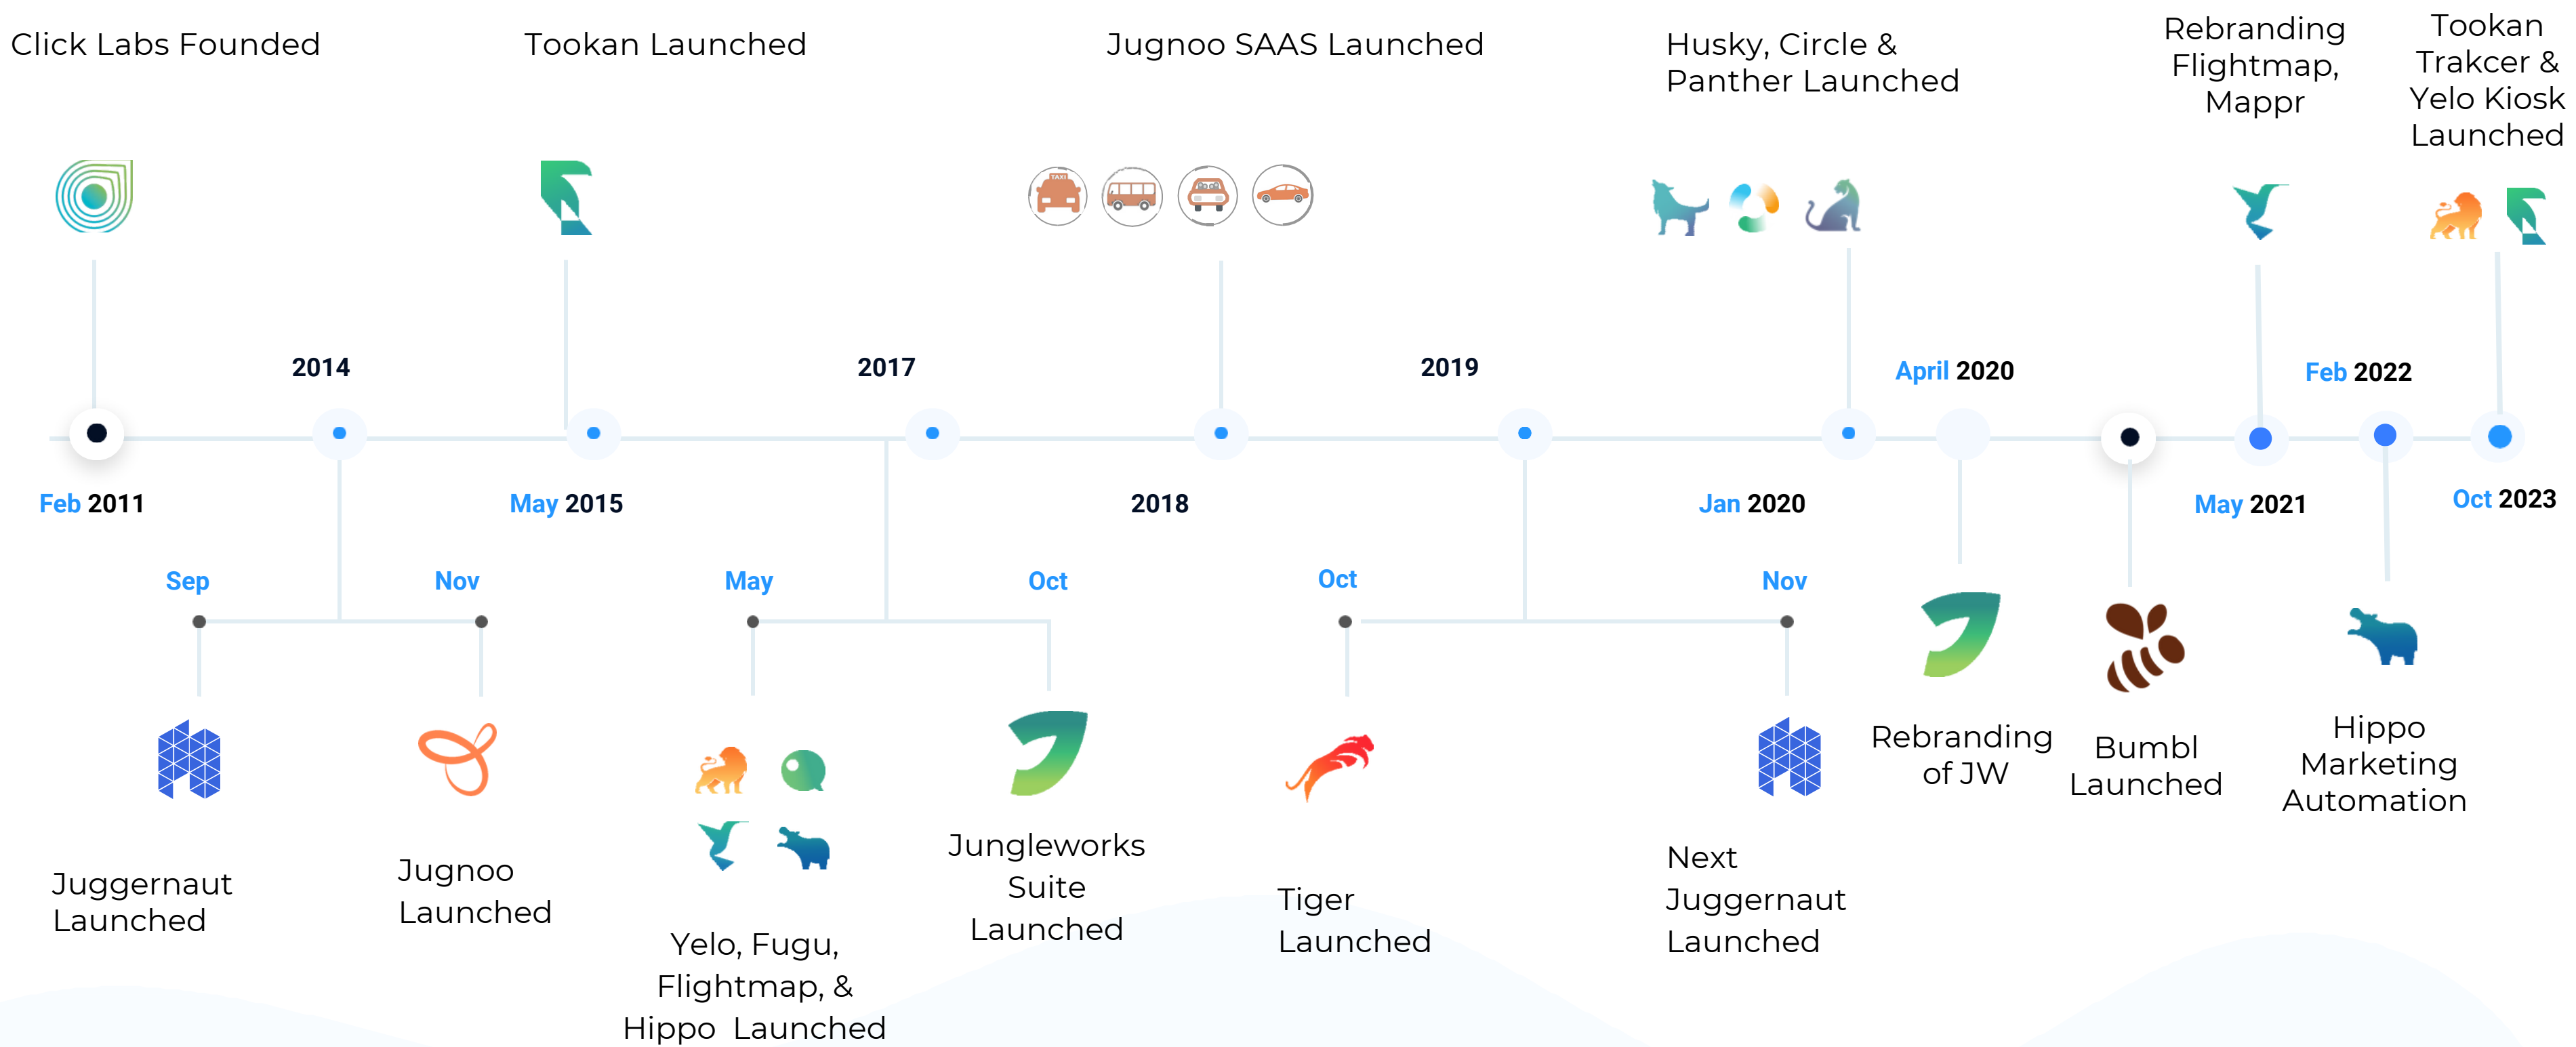 Click Labs Founded
Tookan Launched
Jugnoo SAAS Launched
Husky, Circle &
Panther Launched
Rebranding
Flightmap,
Mappr
Tookan
Trakcer &
Yelo Kiosk
Launched
TAXI
2014
2017
2019
April 2020
Feb 2022
Feb 2011
May 2015
2018
Jan 2020
May 2021
Oct 2023
Sep
Nov
May
Oct
Oct
Nov
Juggernaut
Launched
Jugnoo
Launched
Yelo, Fugu,
Flightmap, &
Hippo Launched
Jungleworks
Suite
Launched
Tiger
Launched
Next
Juggernaut
Launched
Rebranding
of JW
Bumbl
Launched
Hippo
Marketing
Automation